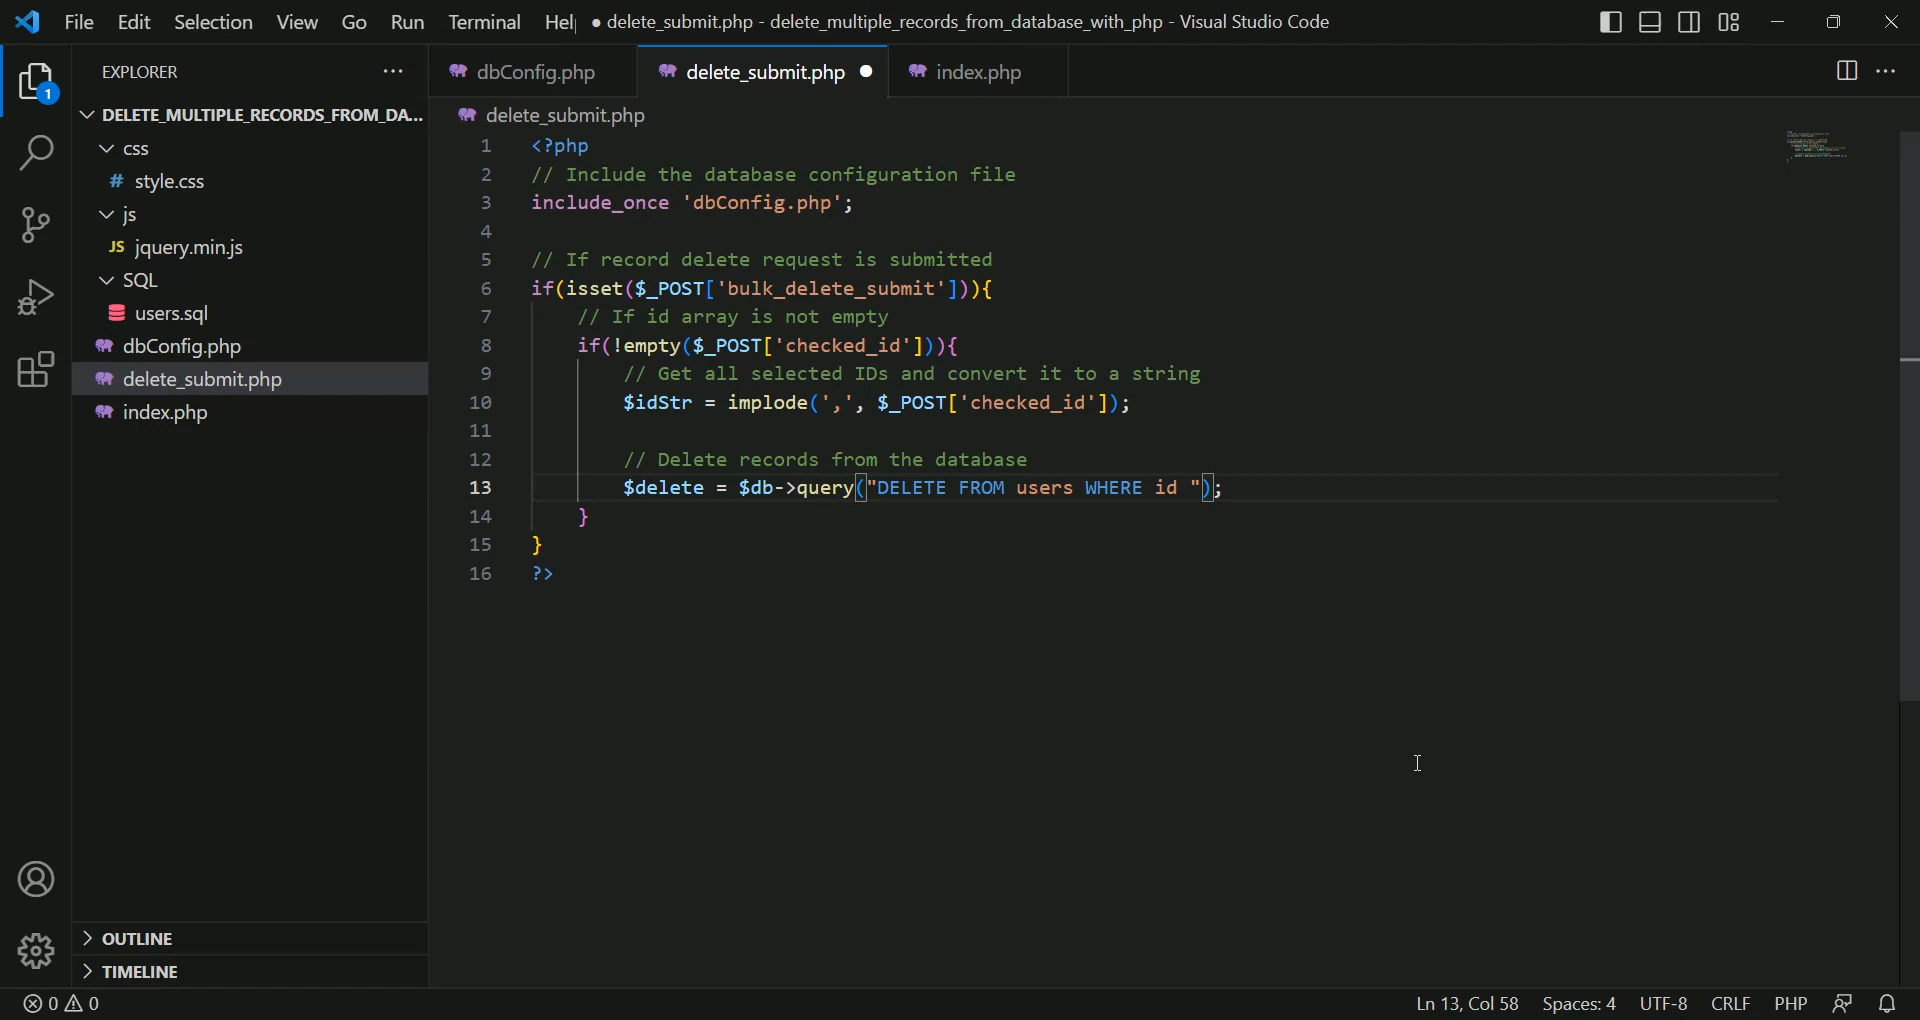 File Edit Selection View Go Run Terminal Hel ● delete_submit.php - delete_multiple_records_from_database_with_php - Visual Studio Code
EXPLORER
dbConfig.php delete_submit.php index.php
1
DELETE_MULTIPLE_RECORDS_FROM_DA...
css
# style.css
js
JS jquery.min.js
SQL
users.sql
dbConfig.php
delete_submit.php
index.php
OUTLINE
TIMELINE
delete_submit.php
1 <?php
2 // Include the database configuration file
3 include_once 'dbConfig.php';
4
5 // If record delete request is submitted
6 if(isset($_POST['bulk_delete_submit'])){
7 // If id array is not empty
8 if(!empty($_POST['checked_id'])){
9 // Get all selected IDs and convert it to a string
10 $idStr = implode(',', $_POST['checked_id']);
11
12 // Delete records from the database
13 $delete = $db->query("DELETE FROM users WHERE id ");
14 }
15 }
16 ?>
0 0 Ln 13, Col 58 Spaces: 4 UTF-8 CRLF PHP